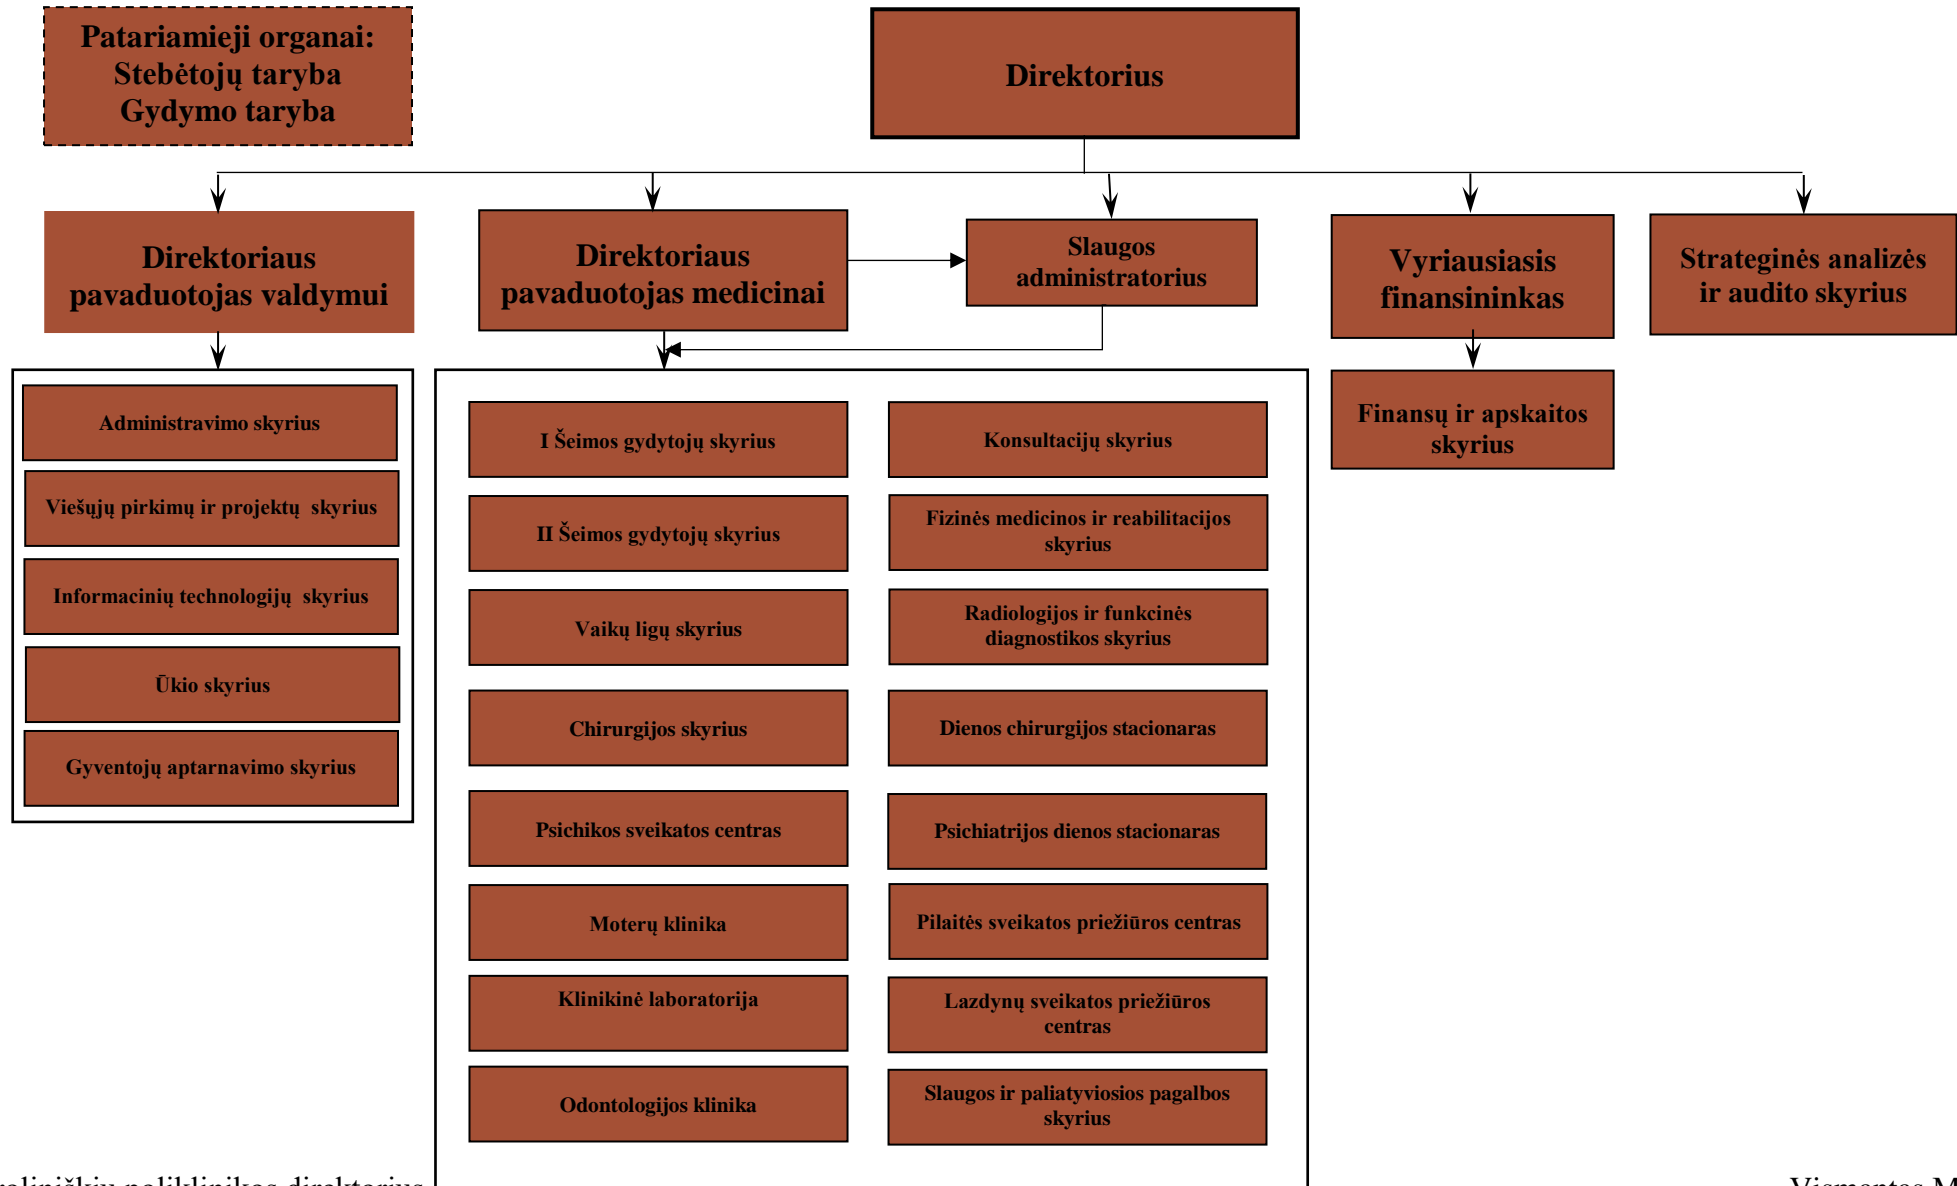 Patariamieji organai:
Stebėtojų taryba
Gydymo taryba
Direktorius
Direktoriaus
pavaduotojas valdymui
Direktoriaus
pavaduotojas medicinai
Slaugos
administratorius
Vyriausiasis
finansininkas
Strateginės analizės
ir audito skyrius
Finansų ir apskaitos
skyrius
Administravimo skyrius
Viešųjų pirkimų ir projektų skyrius
Informacinių technologijų skyrius
Ūkio skyrius
Gyventojų aptarnavimo skyrius
I Šeimos gydytojų skyrius
II Šeimos gydytojų skyrius
Vaikų ligų skyrius
Chirurgijos skyrius
Psichikos sveikatos centras
Moterų klinika
Klinikinė laboratorija
Odontologijos klinika
Konsultacijų skyrius
Fizinės medicinos ir reabilitacijos
skyrius
Radiologijos ir funkcinės
diagnostikos skyrius
Dienos chirurgijos stacionaras
Psichiatrijos dienos stacionaras
Pilaitės sveikatos priežiūros centras
Lazdynų sveikatos priežiūros
centras
Slaugos ir paliatyviosios pagalbos
skyrius
poliklinikos direktorius